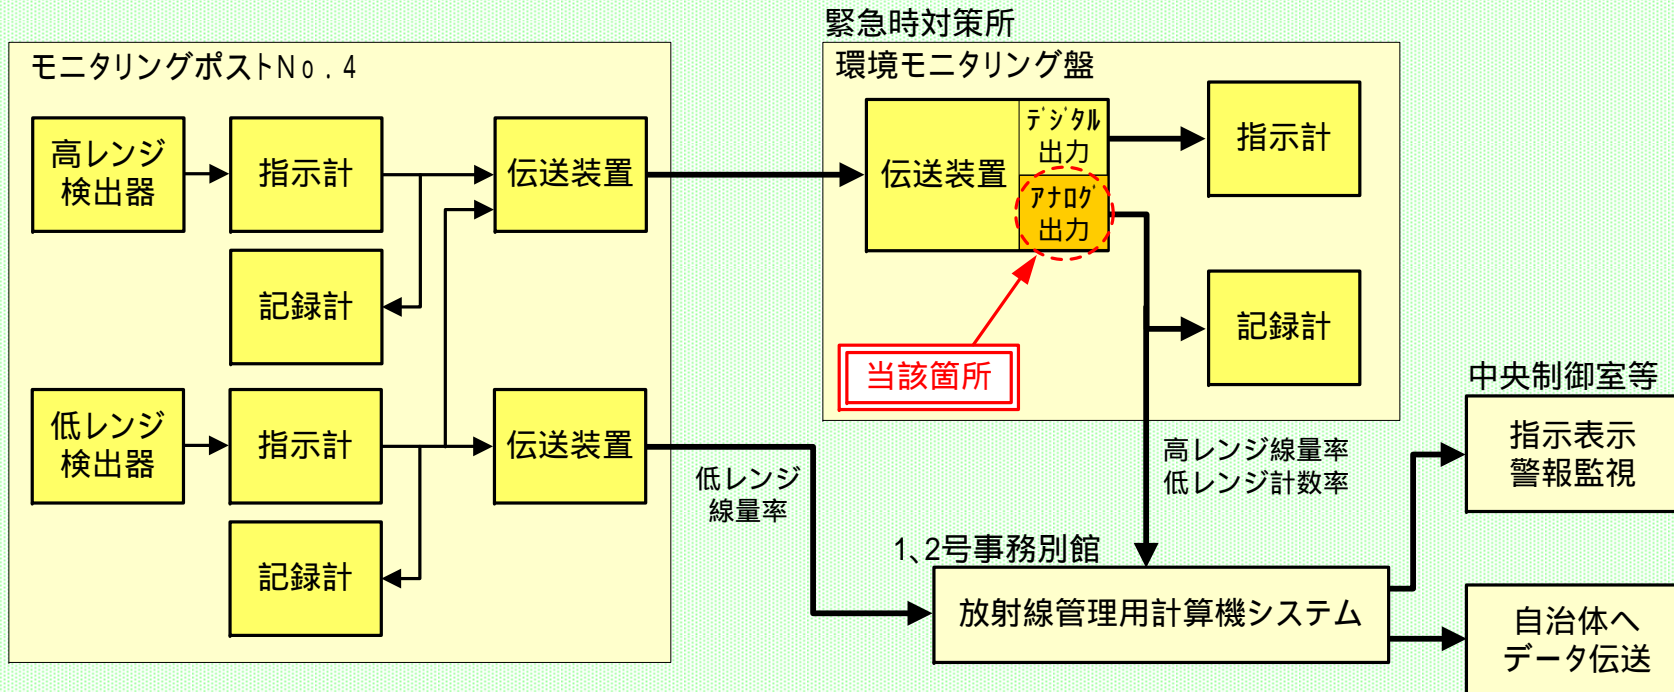 緊急時対策所
モニタリングポストNo．4
環境モニタリング盤
高レンジ
検出器
指示計
伝送装置
記録計
低レンジ
検出器
指示計
伝送装置
記録計
伝送装置
ﾃﾞｼﾞﾀﾙ
出力
ｱﾅﾛｸﾞ
出力
指示計
記録計
当該箇所
低レンジ
線量率
高レンジ線量率
低レンジ計数率
1、2号事務別館
放射線管理用計算機システム
中央制御室等
指示表示
警報監視
自治体へ
データ伝送